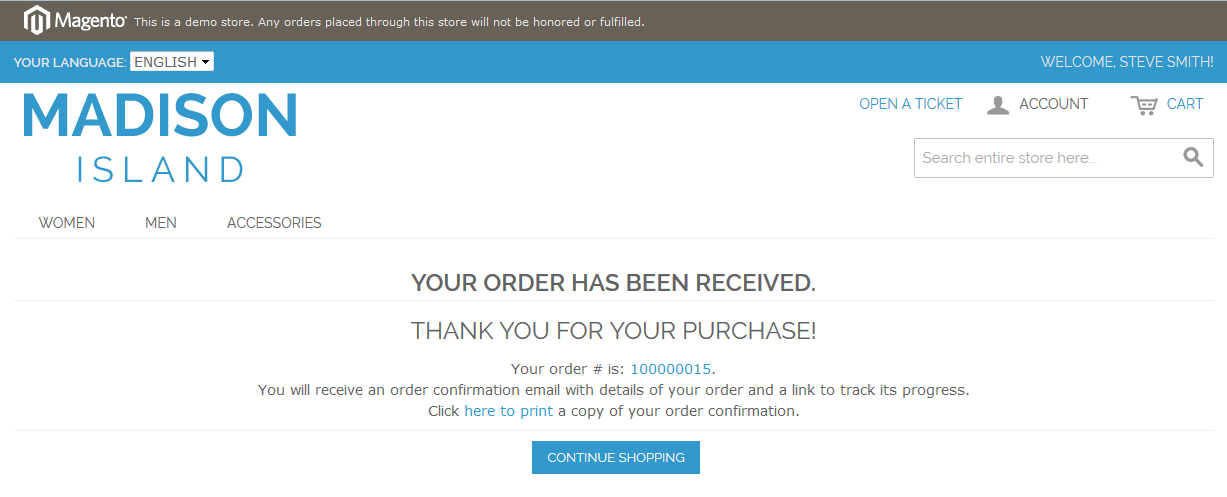 Magento This is a demo store. Any orders placed through this store will not be honored or fulfilled.
YOUR LANGUAGE: ENGLISH WELCOME, STEVE SMITH!
MADISON
ISLAND
OPEN A TICKET ACCOUNT CART
Search entire store here...
WOMEN MEN ACCESSORIES
YOUR ORDER HAS BEEN RECEIVED.
THANK YOU FOR YOUR PURCHASE!
Your order # is: 100000015.
You will receive an order confirmation email with details of your order and a link to track its progress.
Click here to print a copy of your order confirmation.
CONTINUE SHOPPING